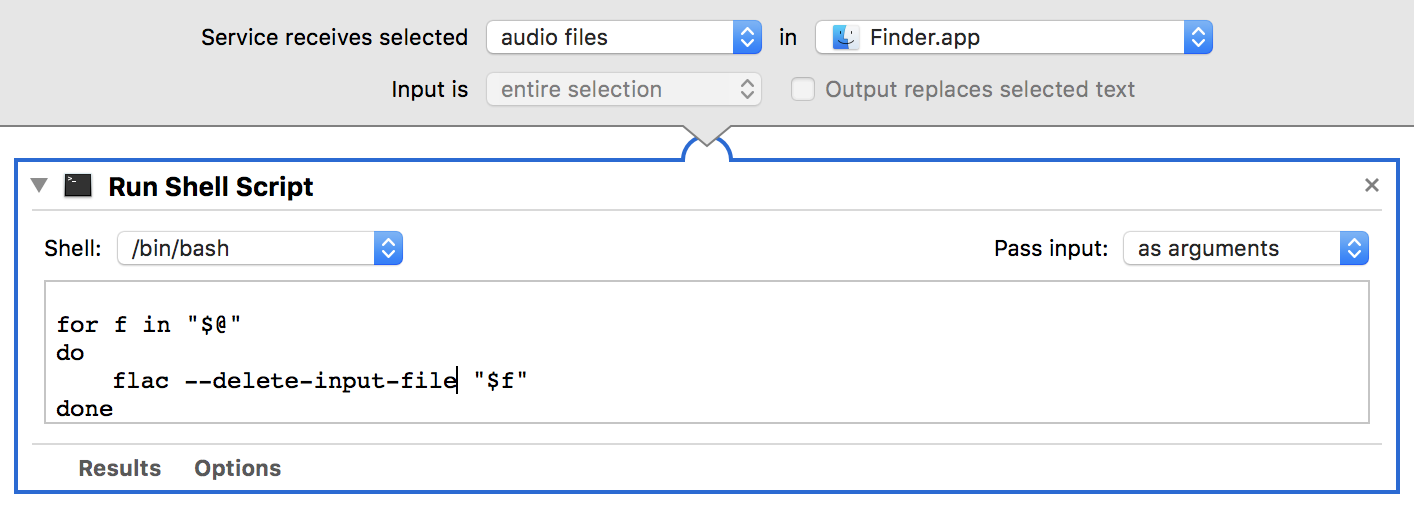 Service receives selected audio files in Finder.app
Input is entire selection Output replaces selected text
Run Shell Script
Shell: /bin/bash Pass input: as arguments
for f in "$@"
do
    flac --delete-input-file "$f"
done
Results Options